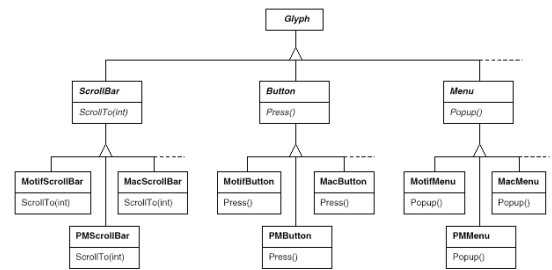 Glyph
ScrollBar
ScrollTo(int)
Button
Press()
Menu
Popup()
MotifScrollBar
ScrollTo(int)
MacScrollBar
ScrollTo(int)
MotifButton
Press()
MacButton
Press()
MotifMenu
Popup()
MacMenu
Popup()
PMScrollBar
ScrollTo(int)
PMButton
Press()
PMMenu
Popup()